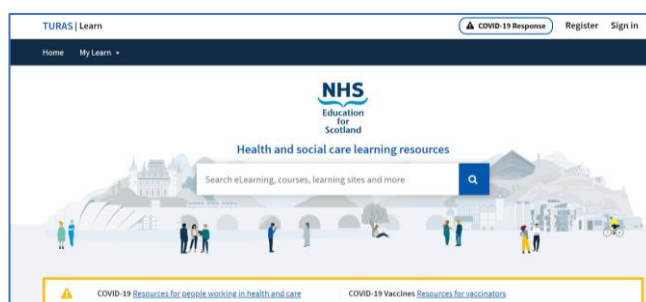 TURAS | Learn
COVID-19 Response Register Sign in
Home My Learn
NHS
Education
for
Scotland
Health and social care learning resources
Search eLearning, courses, learning sites and more
COVID-19 Resources for people working in health and care
COVID-19 Vaccines Resources for vaccinators